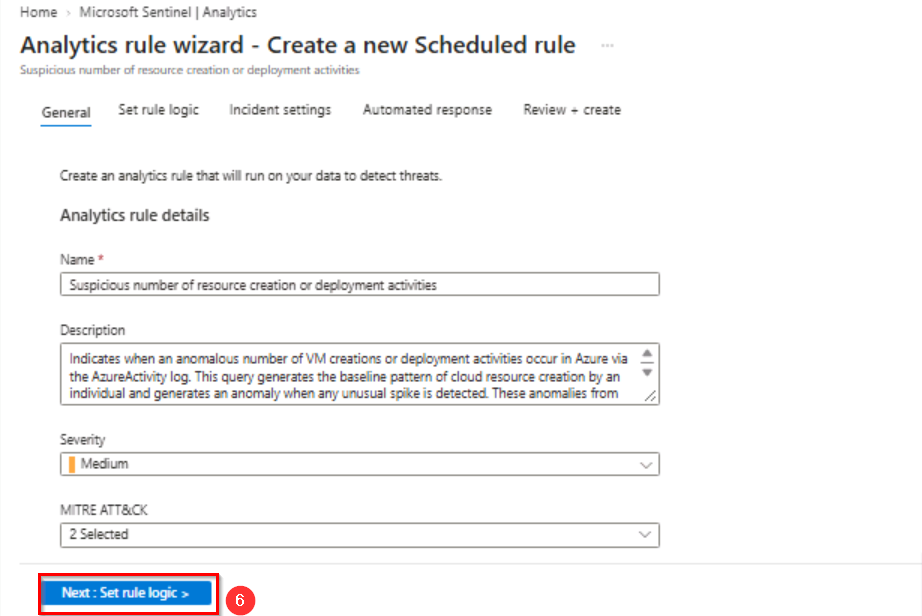 Home › Microsoft Sentinel | Analytics
Analytics rule wizard - Create a new Scheduled rule ...
Suspicious number of resource creation or deployment activities
General Set rule logic Incident settings Automated response Review + create
Create an analytics rule that will run on your data to detect threats.
Analytics rule details
Name *
Suspicious number of resource creation or deployment activities
Description
Indicates when an anomalous number of VM creations or deployment activities occur in Azure via
the AzureActivity log. This query generates the baseline pattern of cloud resource creation by an
individual and generates an anomaly when any unusual spike is detected. These anomalies from
Severity
Medium
MITRE ATT&CK
2 Selected
Next : Set rule logic > 6